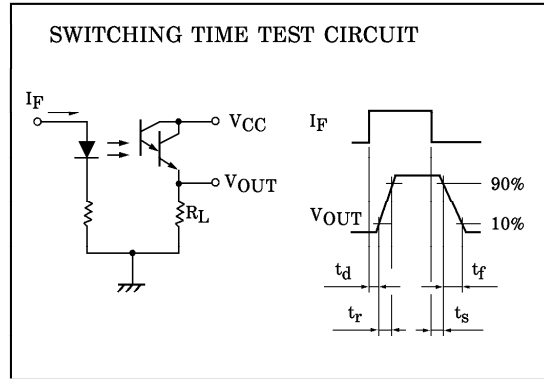 SWITCHING TIME TEST CIRCUIT
IF
VCC
VOUT
RL
IF
VOUT
90%
10%
td
tf
tr
ts